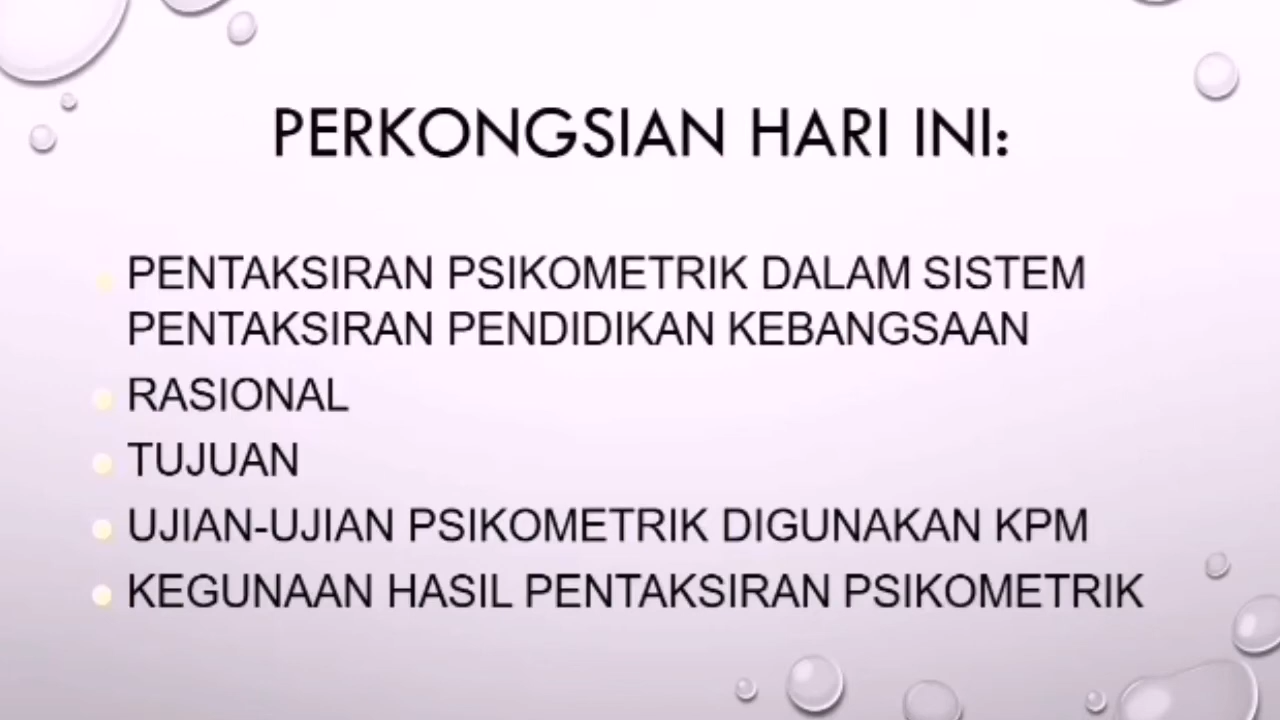 PERKONGSIAN HARI INI:
PENTAKSIRAN PSIKOMETRIK DALAM SISTEM
PENTAKSIRAN PENDIDIKAN KEBANGSAAN
RASIONAL
TUJUAN
UJIAN-UJIAN PSIKOMETRIK DIGUNAKAN KPM
KEGUNAAN HASIL PENTAKSIRAN PSIKOMETRIK